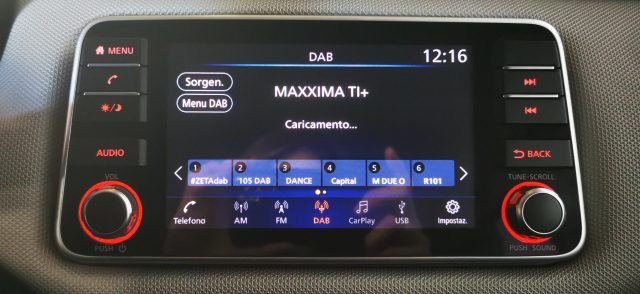 MENU
AUDIO
VOL
PUSH
DAB 12:16
Sorgen.
MAXXIMA TI+
Menu DAB
Caricamento...
1 2 3 4 5 6
#ZETAdab '105 DAB DANCE Capital M DUE O R101
Telefono AM FM DAB CarPlay USB Impostaz.
BACK
TUNE-SCROLL
PUSH SOUND